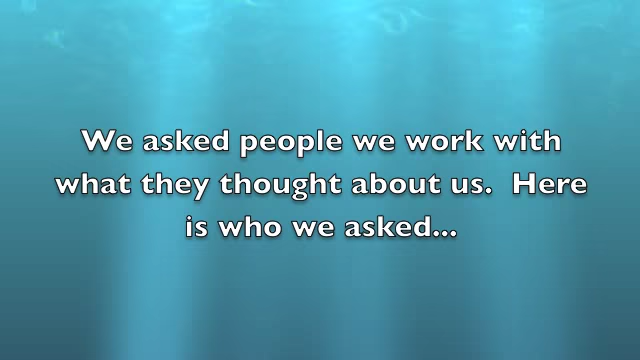 We asked people we work with
what they thought about us.  Here
is who we asked...